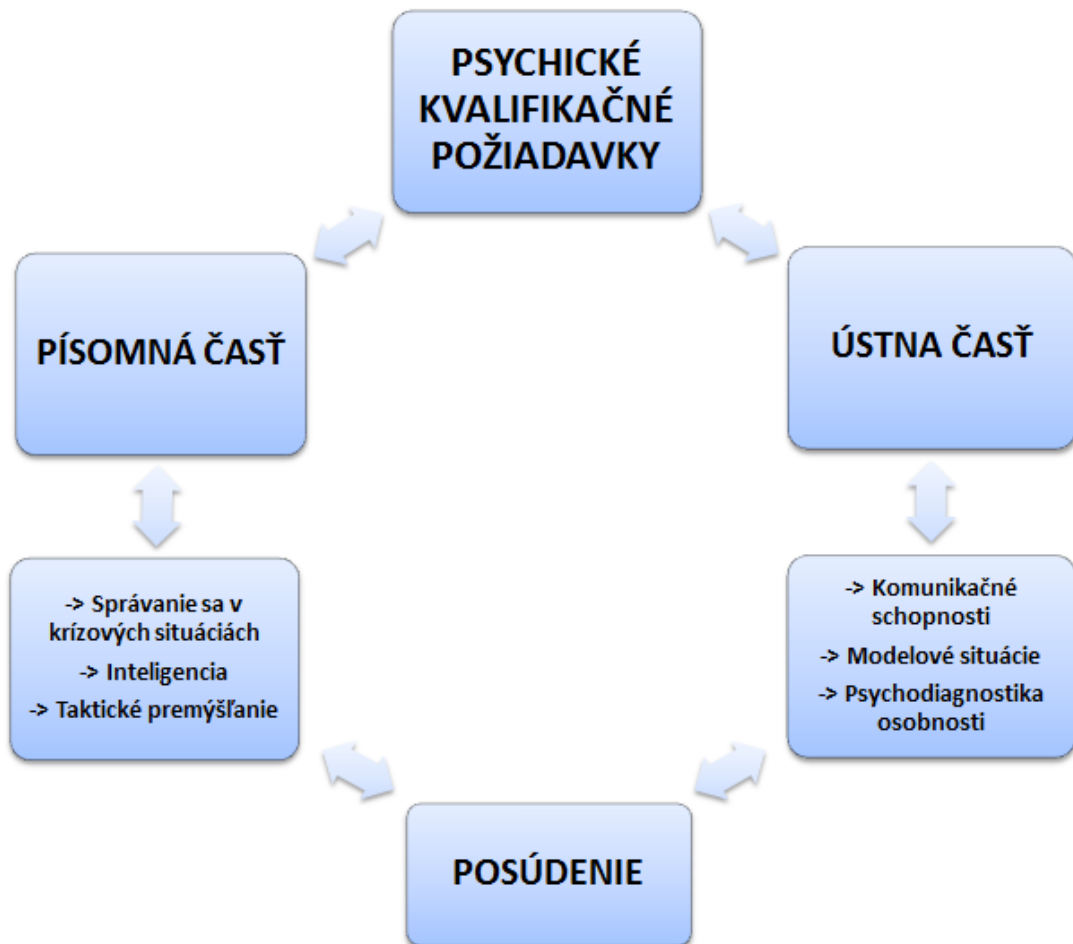 PSYCHICKÉ
KVALIFIKAČNÉ
POŽIADAVKY
PÍSOMNÁ ČASŤ
ÚSTNA ČASŤ
-> Správanie sa v
krízových situáciách
-> Inteligencia
-> Taktické premýšľanie
-> Komunikačné
schopnosti
-> Modelové situácie
-> Psychodiagnostika
osobnosti
POSÚDENIE